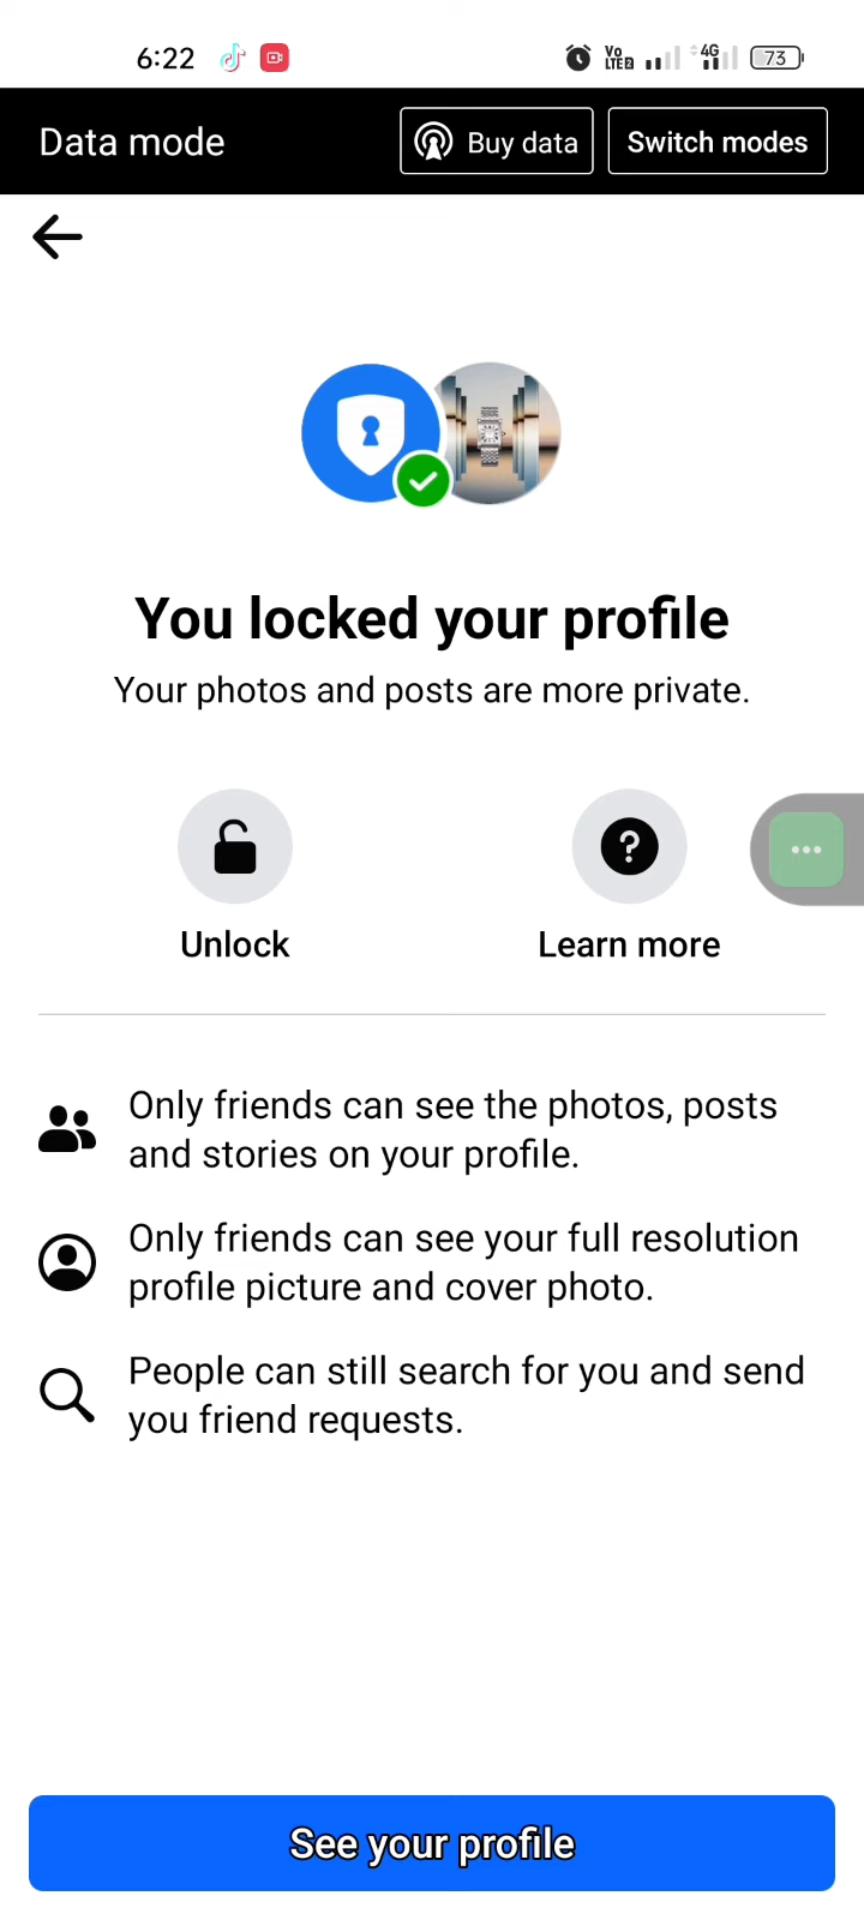 6:22
Vo
LTE2
4G
73
Data mode
Buy data
Switch modes
You locked your profile
Your photos and posts are more private.
Unlock
Learn more
Only friends can see the photos, posts
and stories on your profile.
Only friends can see your full resolution
profile picture and cover photo.
People can still search for you and send
you friend requests.
See your profile